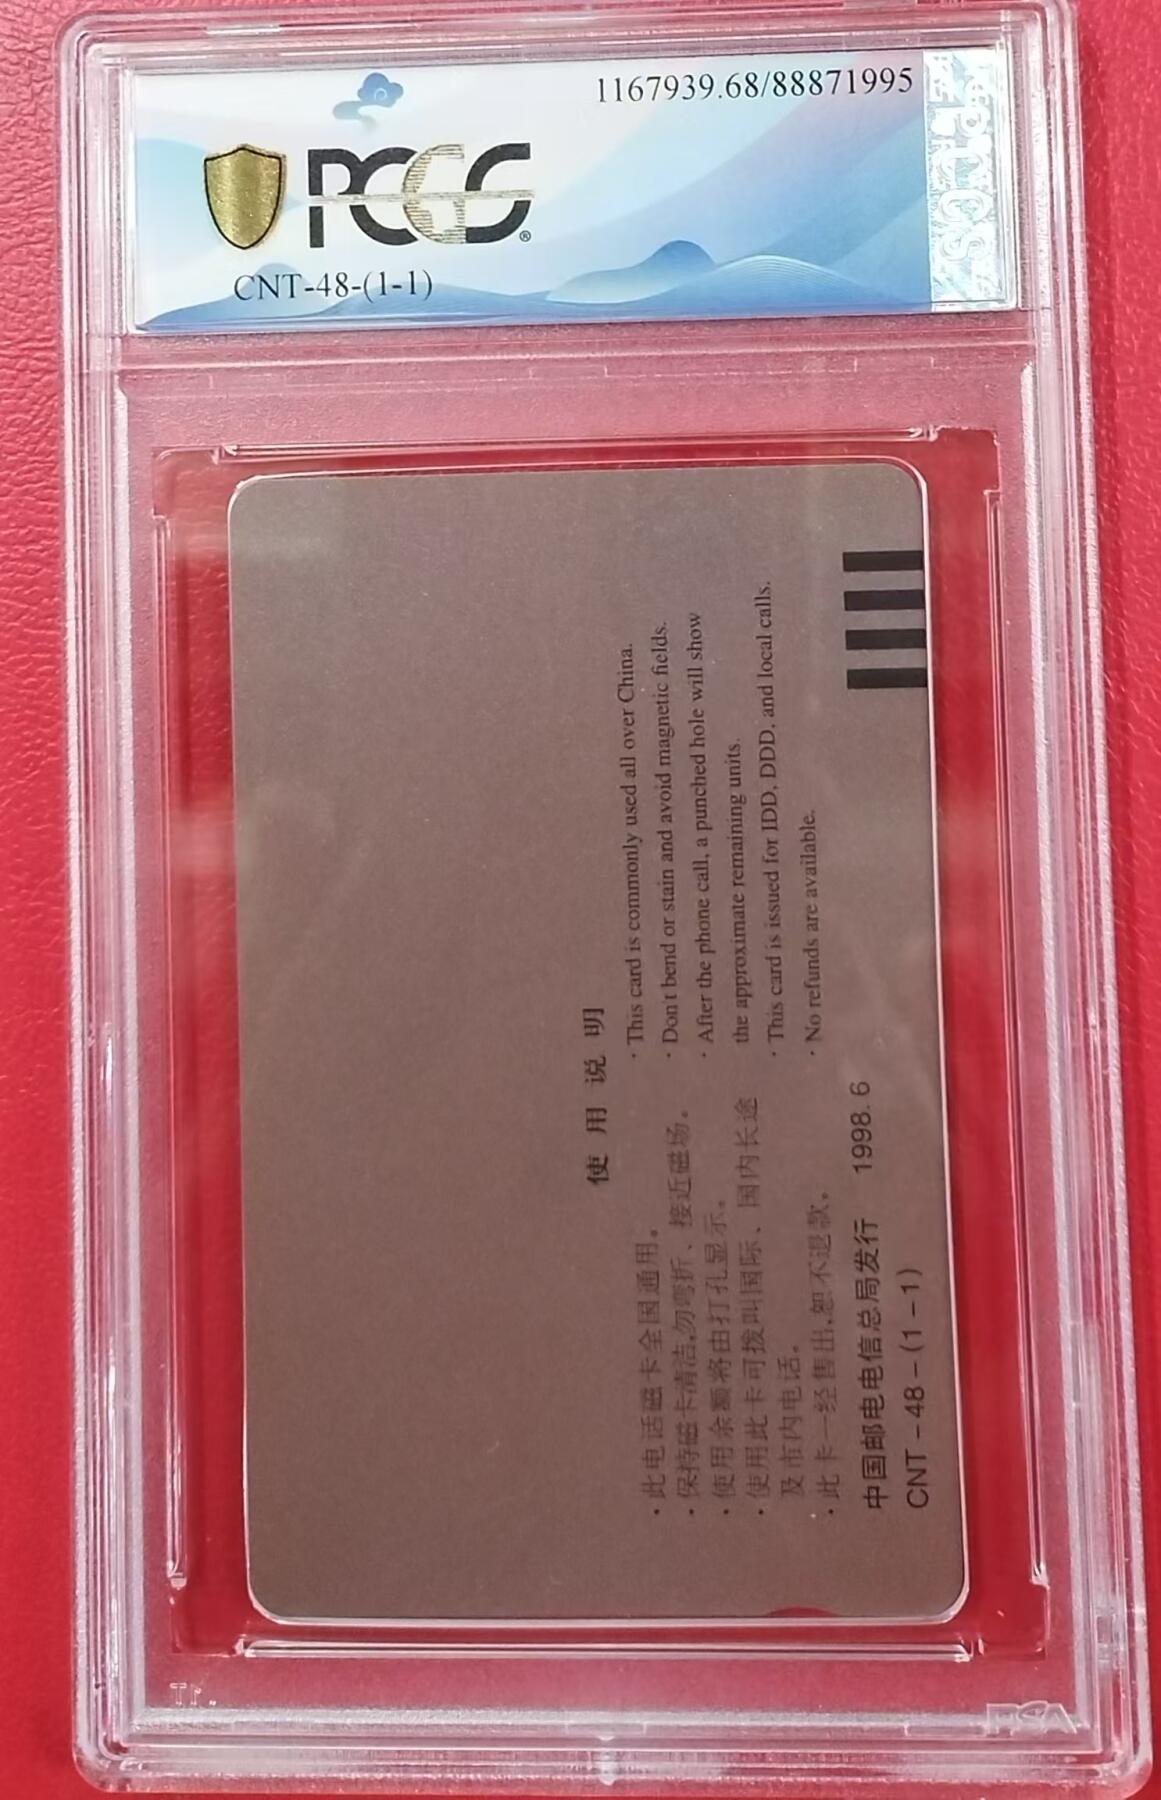 1167939.68/88871995
PCGS
CNT-48-(1-1)
使用说明
· 此电话磁卡全国通用。
· 保持磁卡清洁,勿弯折、接近磁场。
· 使用余额将由打孔显示。
· 使用此卡可拨叫国际、国内长途
及市内电话。
· 此卡一经售出,恕不退款。
· This card is commonly used all over China.
· Don't bend or stain and avoid magnetic fields.
· After the phone call, a punched hole will show
the approximate remaining units.
· This card is issued for IDD, DDD, and local calls.
· No refunds are available.
中国邮电电信总局发行 1998.6
CNT-48-(1-1)
PSA